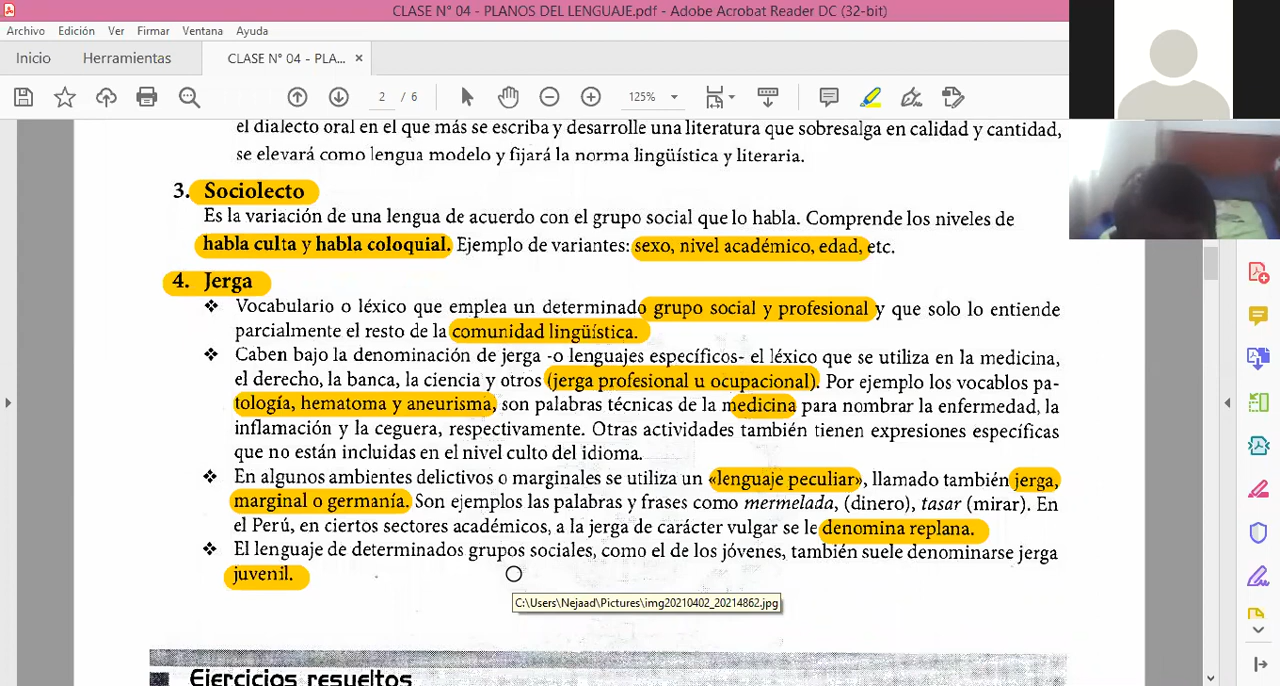 CLASE N° 04 - PLANOS DEL LENGUAJE.pdf - Adobe Acrobat Reader DC (32-bit)
Archivo Edición Ver Firmar Ventana Ayuda
Inicio Herramientas CLASE N° 04 - PLA... ×
2 / 6 125%
el dialecto oral en el que más se escriba y desarrolle una literatura que sobresalga en calidad y cantidad,
se elevará como lengua modelo y fijará la norma lingüística y literaria.
3. Sociolecto
Es la variación de una lengua de acuerdo con el grupo social que lo habla. Comprende los niveles de
habla culta y habla coloquial. Ejemplo de variantes: sexo, nivel académico, edad, etc.
4. Jerga
❖ Vocabulario o léxico que emplea un determinado grupo social y profesional y que solo lo entiende
parcialmente el resto de la comunidad lingüística.
❖ Caben bajo la denominación de jerga -o lenguajes específicos- el léxico que se utiliza en la medicina,
el derecho, la banca, la ciencia y otros (jerga profesional u ocupacional). Por ejemplo los vocablos pa-
tología, hematoma y aneurisma, son palabras técnicas de la medicina para nombrar la enfermedad, la
inflamación y la ceguera, respectivamente. Otras actividades también tienen expresiones específicas
que no están incluidas en el nivel culto del idioma.
❖ En algunos ambientes delictivos o marginales se utiliza un «lenguaje peculiar», llamado también jerga,
marginal o germanía. Son ejemplos las palabras y frases como mermelada, (dinero), tasar (mirar). En
el Perú, en ciertos sectores académicos, a la jerga de carácter vulgar se le denomina replana.
❖ El lenguaje de determinados grupos sociales, como el de los jóvenes, también suele denominarse jerga
juvenil.
C:\Users\Nejaad\Pictures\img20210402_20214862.jpg
Ejercicios resueltos